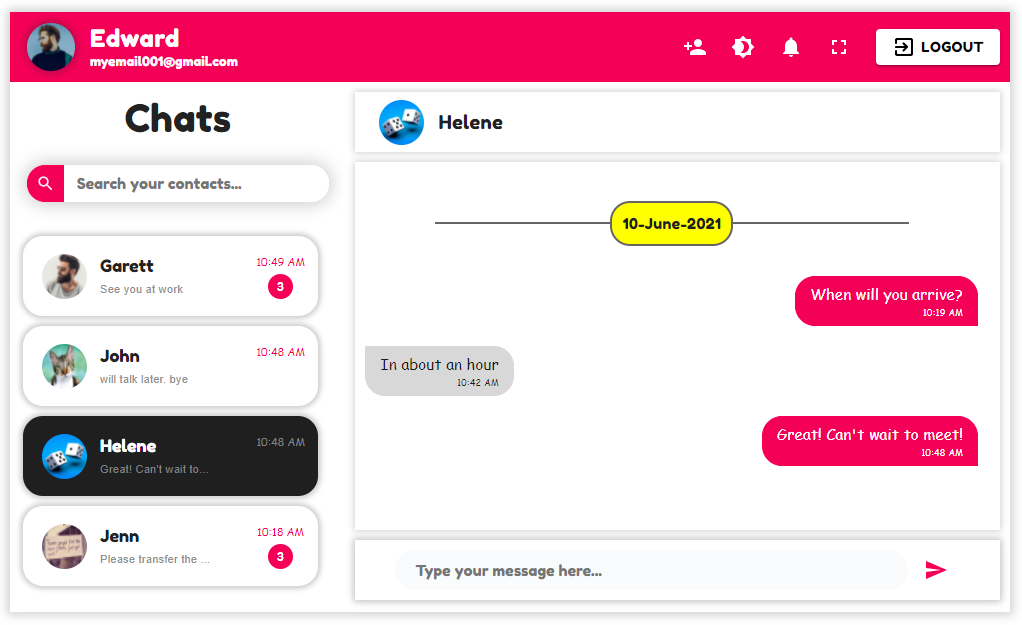 Edward
myemail001@gmail.com
LOGOUT
Chats
Search your contacts...
Garett
10:49 AM
See you at work
3
John
10:48 AM
will talk later. bye
Helene
10:48 AM
Great! Can't wait to...
Jenn
10:18 AM
Please transfer the ...
3
Helene
10-June-2021
When will you arrive?
10:19 AM
In about an hour
10:42 AM
Great! Can't wait to meet!
10:48 AM
Type your message here...